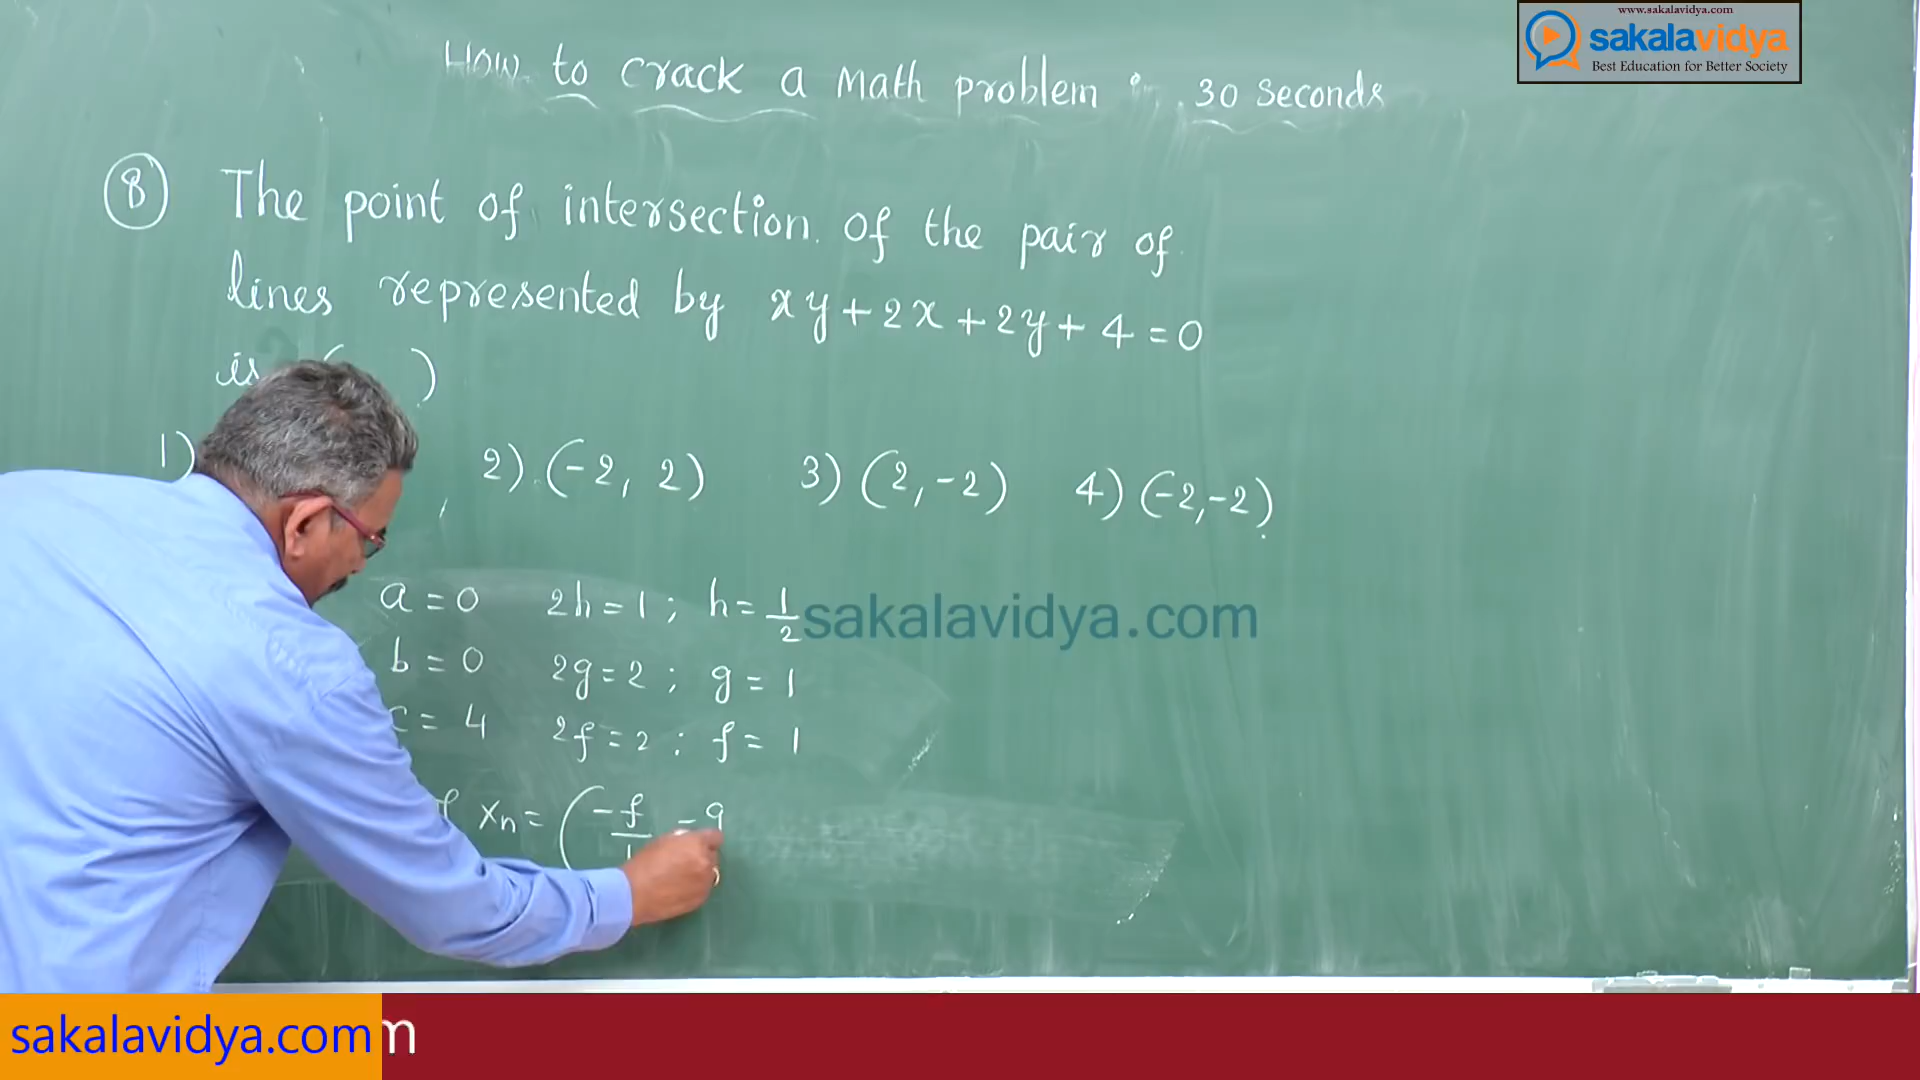 www.sakalavidya.com
sakalavidya
Best Education for Better Society
How to crack a Math problem in 30 Seconds
8 The point of intersection of the pair of
lines represented by xy+2x+2y+4=0
is ( )
1) 2) (-2, 2) 3) (2,-2) 4) (-2,-2)
a=0 2h=1; h=1/2
sakalavidya.com
b=0 2g=2; g=1
c=4 2f=2; f=1
xn=(-f/ -g
sakalavidya.com m